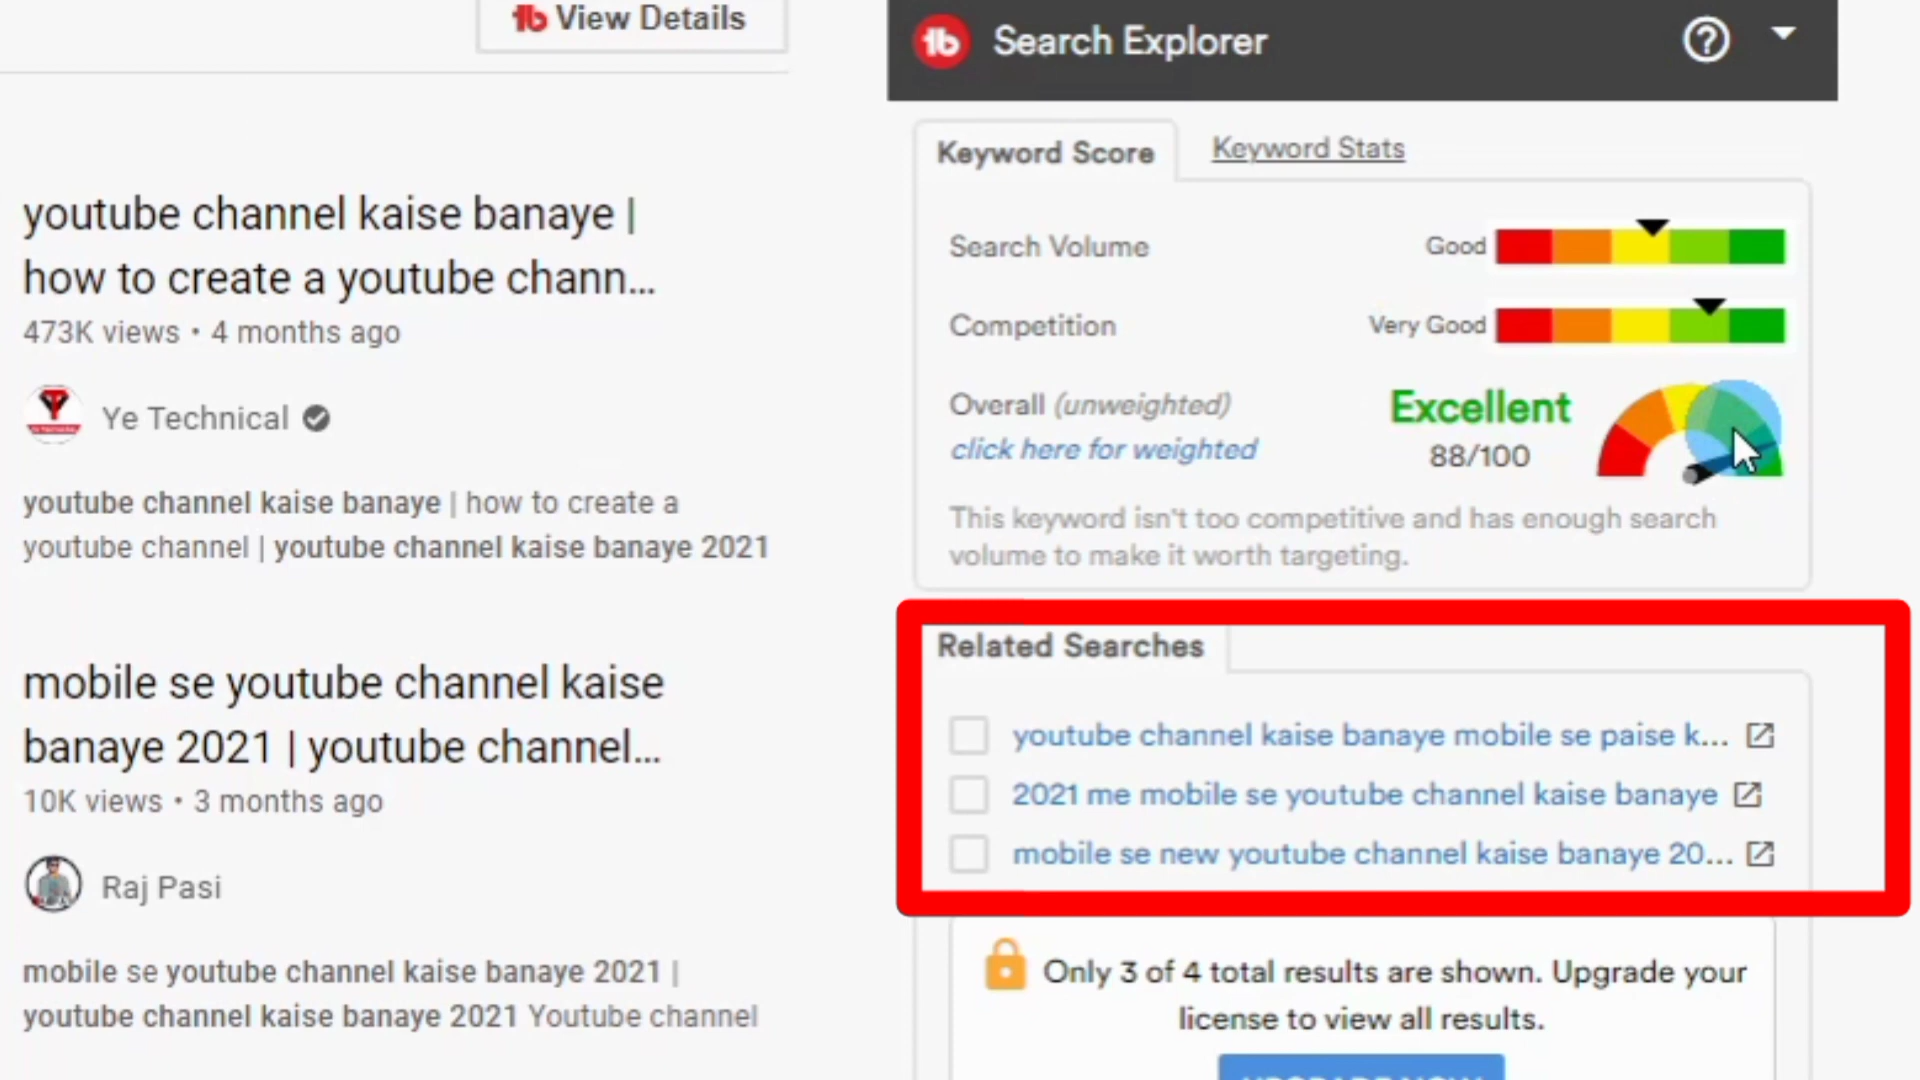 View Details
youtube channel kaise banaye |
how to create a youtube chann...
473K views • 4 months ago
Ye Technical
youtube channel kaise banaye | how to create a
youtube channel | youtube channel kaise banaye 2021
mobile se youtube channel kaise
banaye 2021 | youtube channel...
10K views • 3 months ago
Raj Pasi
mobile se youtube channel kaise banaye 2021 |
youtube channel kaise banaye 2021 Youtube channel
Search Explorer
Keyword Score
Keyword Stats
Search Volume Good
Competition Very Good
Overall (unweighted) Excellent
click here for weighted 88/100
This keyword isn't too competitive and has enough search
volume to make it worth targeting.
Related Searches
youtube channel kaise banaye mobile se paise k...
2021 me mobile se youtube channel kaise banaye
mobile se new youtube channel kaise banaye 20...
Only 3 of 4 total results are shown. Upgrade your
license to view all results.